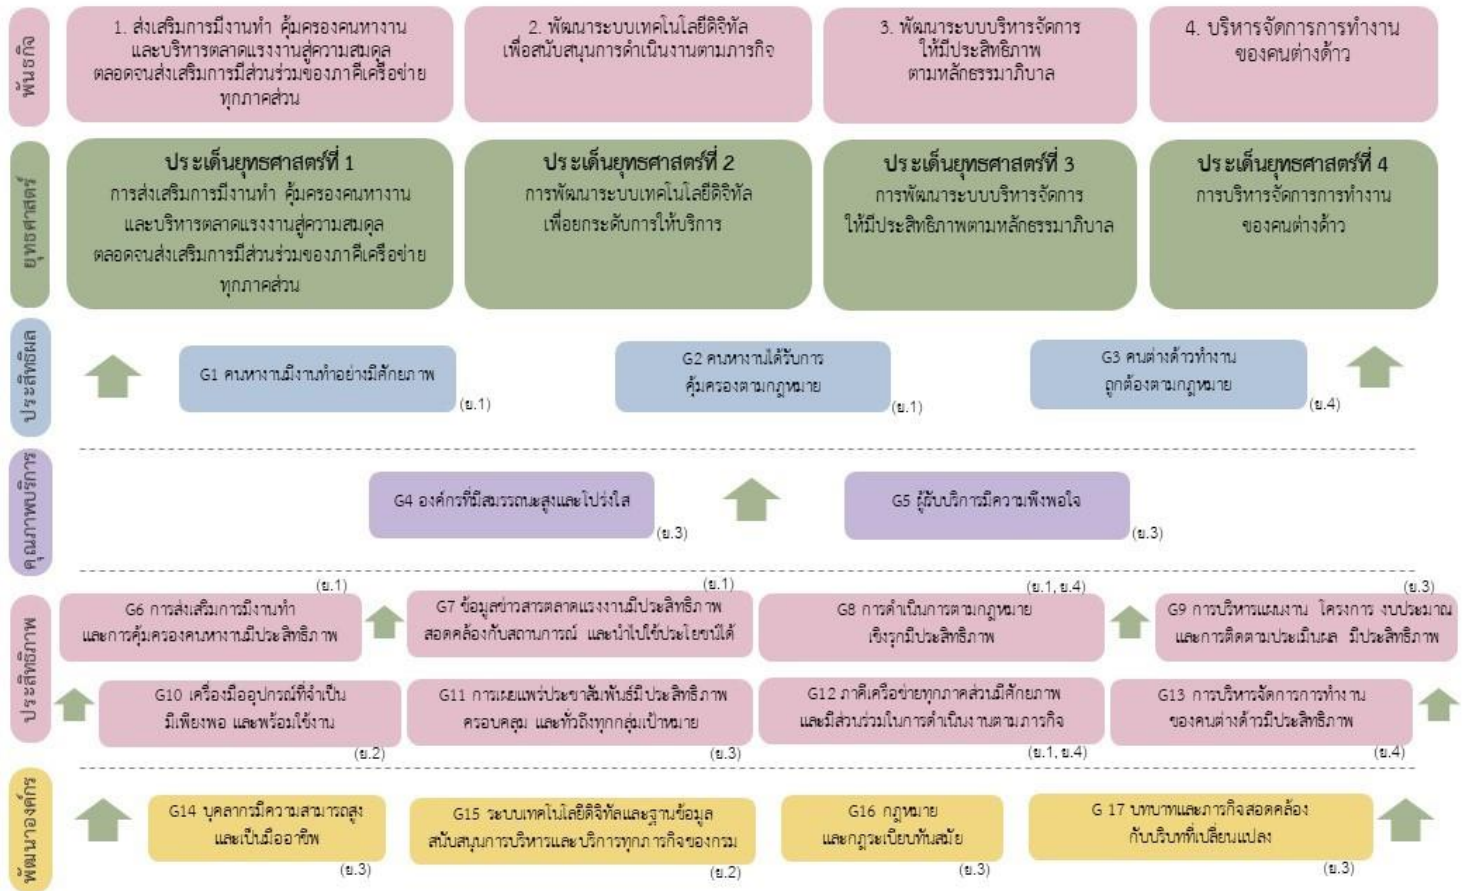 พันธกิจ
1. ส่งเสริมการมีงานทำ คุ้มครองคนหางาน
และบริหารตลาดแรงงานสู่ความสมดุล
ตลอดจนส่งเสริมการมีส่วนร่วมของภาคีเครือข่าย
ทุกภาคส่วน
2. พัฒนาระบบเทคโนโลยีดิจิทัล
เพื่อสนับสนุนการดำเนินงานตามภารกิจ
3. พัฒนาระบบบริหารจัดการ
ให้มีประสิทธิภาพ
ตามหลักธรรมาภิบาล
4. บริหารจัดการการทำงาน
ของคนต่างด้าว
ยุทธศาสตร์
ประเด็นยุทธศาสตร์ที่ 1
การส่งเสริมการมีงานทำ คุ้มครองคนหางาน
และบริหารตลาดแรงงานสู่ความสมดุล
ตลอดจนส่งเสริมการมีส่วนร่วมของภาคีเครือข่าย
ทุกภาคส่วน
ประเด็นยุทธศาสตร์ที่ 2
การพัฒนาระบบเทคโนโลยีดิจิทัล
เพื่อยกระดับการให้บริการ
ประเด็นยุทธศาสตร์ที่ 3
การพัฒนาระบบบริหารจัดการ
ให้มีประสิทธิภาพตามหลักธรรมาภิบาล
ประเด็นยุทธศาสตร์ที่ 4
การบริหารจัดการการทำงาน
ของคนต่างด้าว
ประสิทธิผล
G1 คนหางานมีงานทำอย่างมีศักยภาพ
(ย.1)
G2 คนหางานได้รับการ
คุ้มครองตามกฎหมาย
(ย.1)
G3 คนต่างด้าวทำงาน
ถูกต้องตามกฎหมาย
(ย.4)
คุณภาพบริการ
G4 องค์กรที่มีสมรรถนะสูงและโปร่งใส
(ย.3)
G5 ผู้รับบริการมีความพึงพอใจ
(ย.3)
ประสิทธิภาพ
(ย.1)
G6 การส่งเสริมการมีงานทำ
และการคุ้มครองคนหางานมีประสิทธิภาพ
(ย.1)
G7 ข้อมูลข่าวสารตลาดแรงงานมีประสิทธิภาพ
สอดคล้องกับสถานการณ์ และนำไปใช้ประโยชน์ได้
(ย.1, ย.4)
G8 การดำเนินการตามกฎหมาย
เชิงรุกมีประสิทธิภาพ
(ย.3)
G9 การบริหารแผนงาน โครงการ งบประมาณ
และการติดตามประเมินผล มีประสิทธิภาพ
G10 เครื่องมืออุปกรณ์ที่จำเป็น
มีเพียงพอ และพร้อมใช้งาน
(ย.2)
G11 การเผยแพร่ประชาสัมพันธ์มีประสิทธิภาพ
ครอบคลุม และทั่วถึงทุกกลุ่มเป้าหมาย
(ย.3)
G12 ภาคีเครือข่ายทุกภาคส่วนมีศักยภาพ
และมีส่วนร่วมในการดำเนินงานตามภารกิจ
(ย.1, ย.4)
G13 การบริหารจัดการการทำงาน
ของคนต่างด้าวมีประสิทธิภาพ
(ย.4)
พัฒนาองค์กร
G14 บุคลากรมีความสามารถสูง
และเป็นมืออาชีพ
(ย.3)
G15 ระบบเทคโนโลยีดิจิทัลและฐานข้อมูล
สนับสนุนการบริหารและบริการทุกภารกิจของกรม
(ย.2)
G16 กฎหมาย
และกฎระเบียบทันสมัย
(ย.3)
G 17 บทบาทและภารกิจสอดคล้อง
กับบริบทที่เปลี่ยนแปลง
(ย.3)